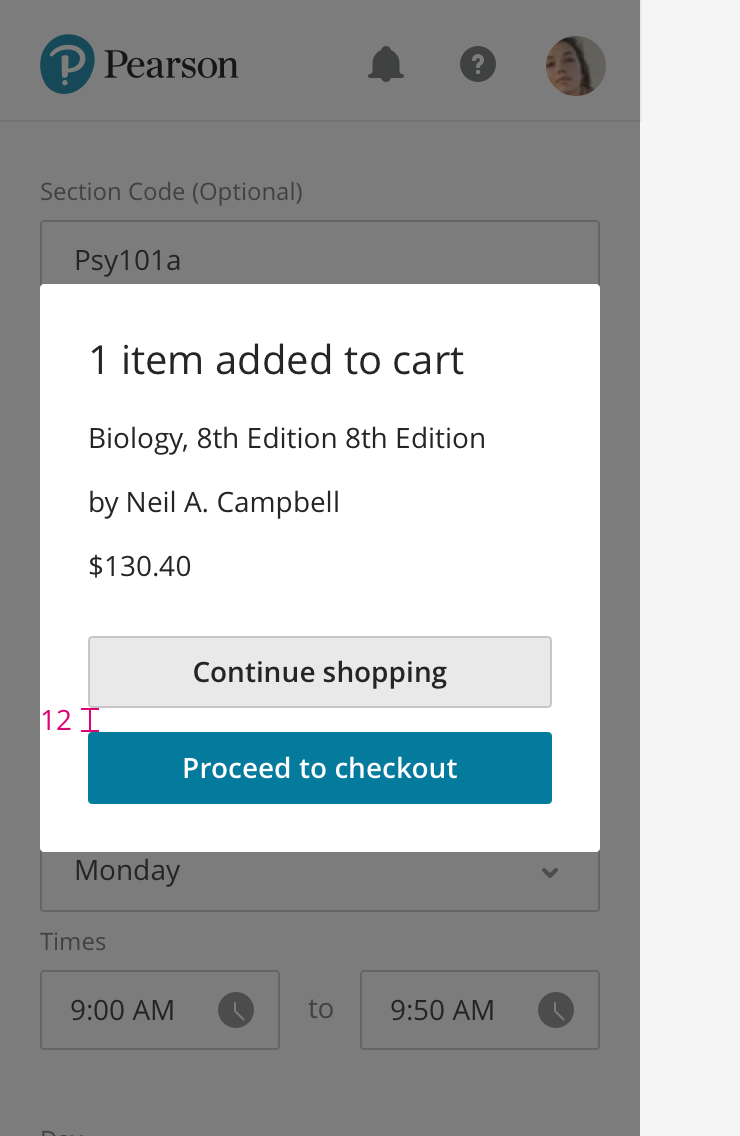 Pearson
Section Code (Optional)
Psy101a
1 item added to cart
Biology, 8th Edition 8th Edition
by Neil A. Campbell
$130.40
Continue shopping
12
Proceed to checkout
Monday
Times
9:00 AM to 9:50 AM